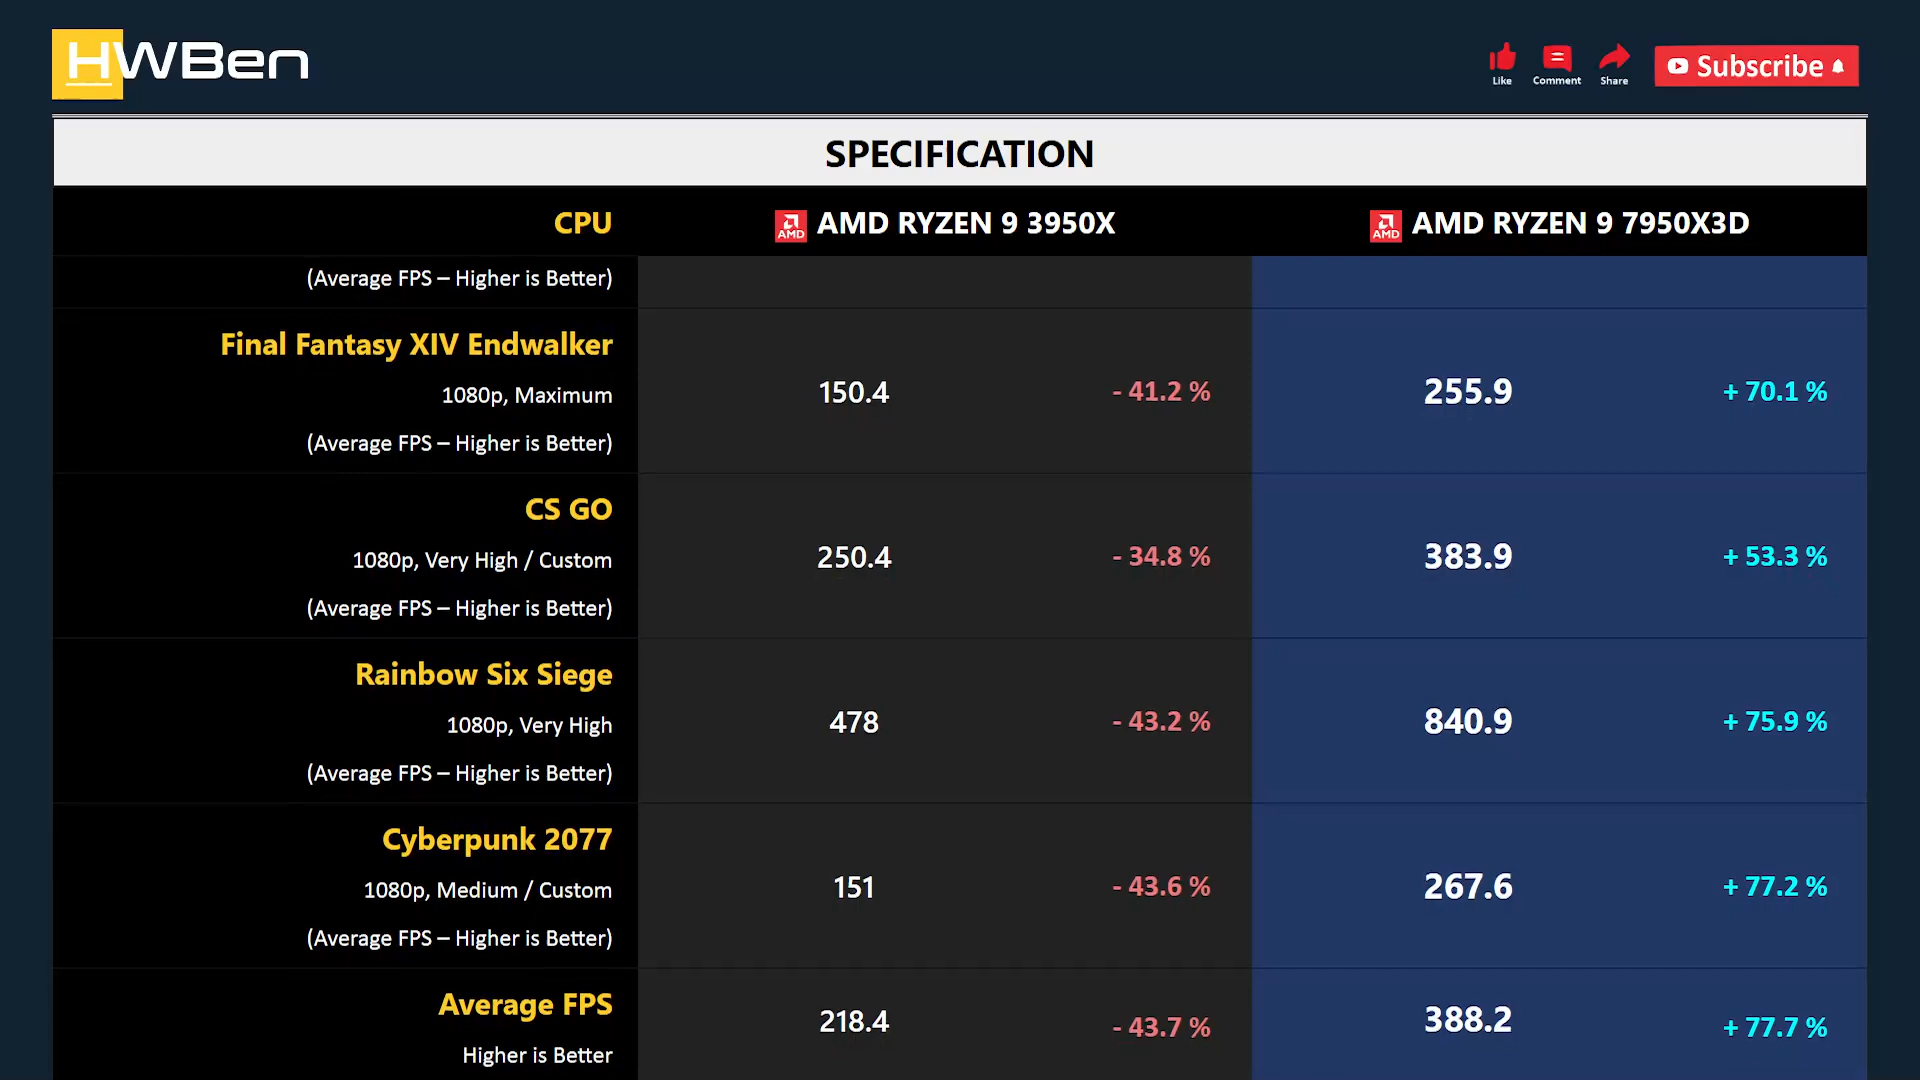 HWBen
Like
Comment
Share
Subscribe
SPECIFICATION
CPU
AMD
AMD RYZEN 9 3950X
AMD
AMD RYZEN 9 7950X3D
(Average FPS – Higher is Better)
Final Fantasy XIV Endwalker
1080p, Maximum
(Average FPS – Higher is Better)
150.4
- 41.2 %
255.9
+ 70.1 %
CS GO
1080p, Very High / Custom
(Average FPS – Higher is Better)
250.4
- 34.8 %
383.9
+ 53.3 %
Rainbow Six Siege
1080p, Very High
(Average FPS – Higher is Better)
478
- 43.2 %
840.9
+ 75.9 %
Cyberpunk 2077
1080p, Medium / Custom
(Average FPS – Higher is Better)
151
- 43.6 %
267.6
+ 77.2 %
Average FPS
Higher is Better
218.4
- 43.7 %
388.2
+ 77.7 %